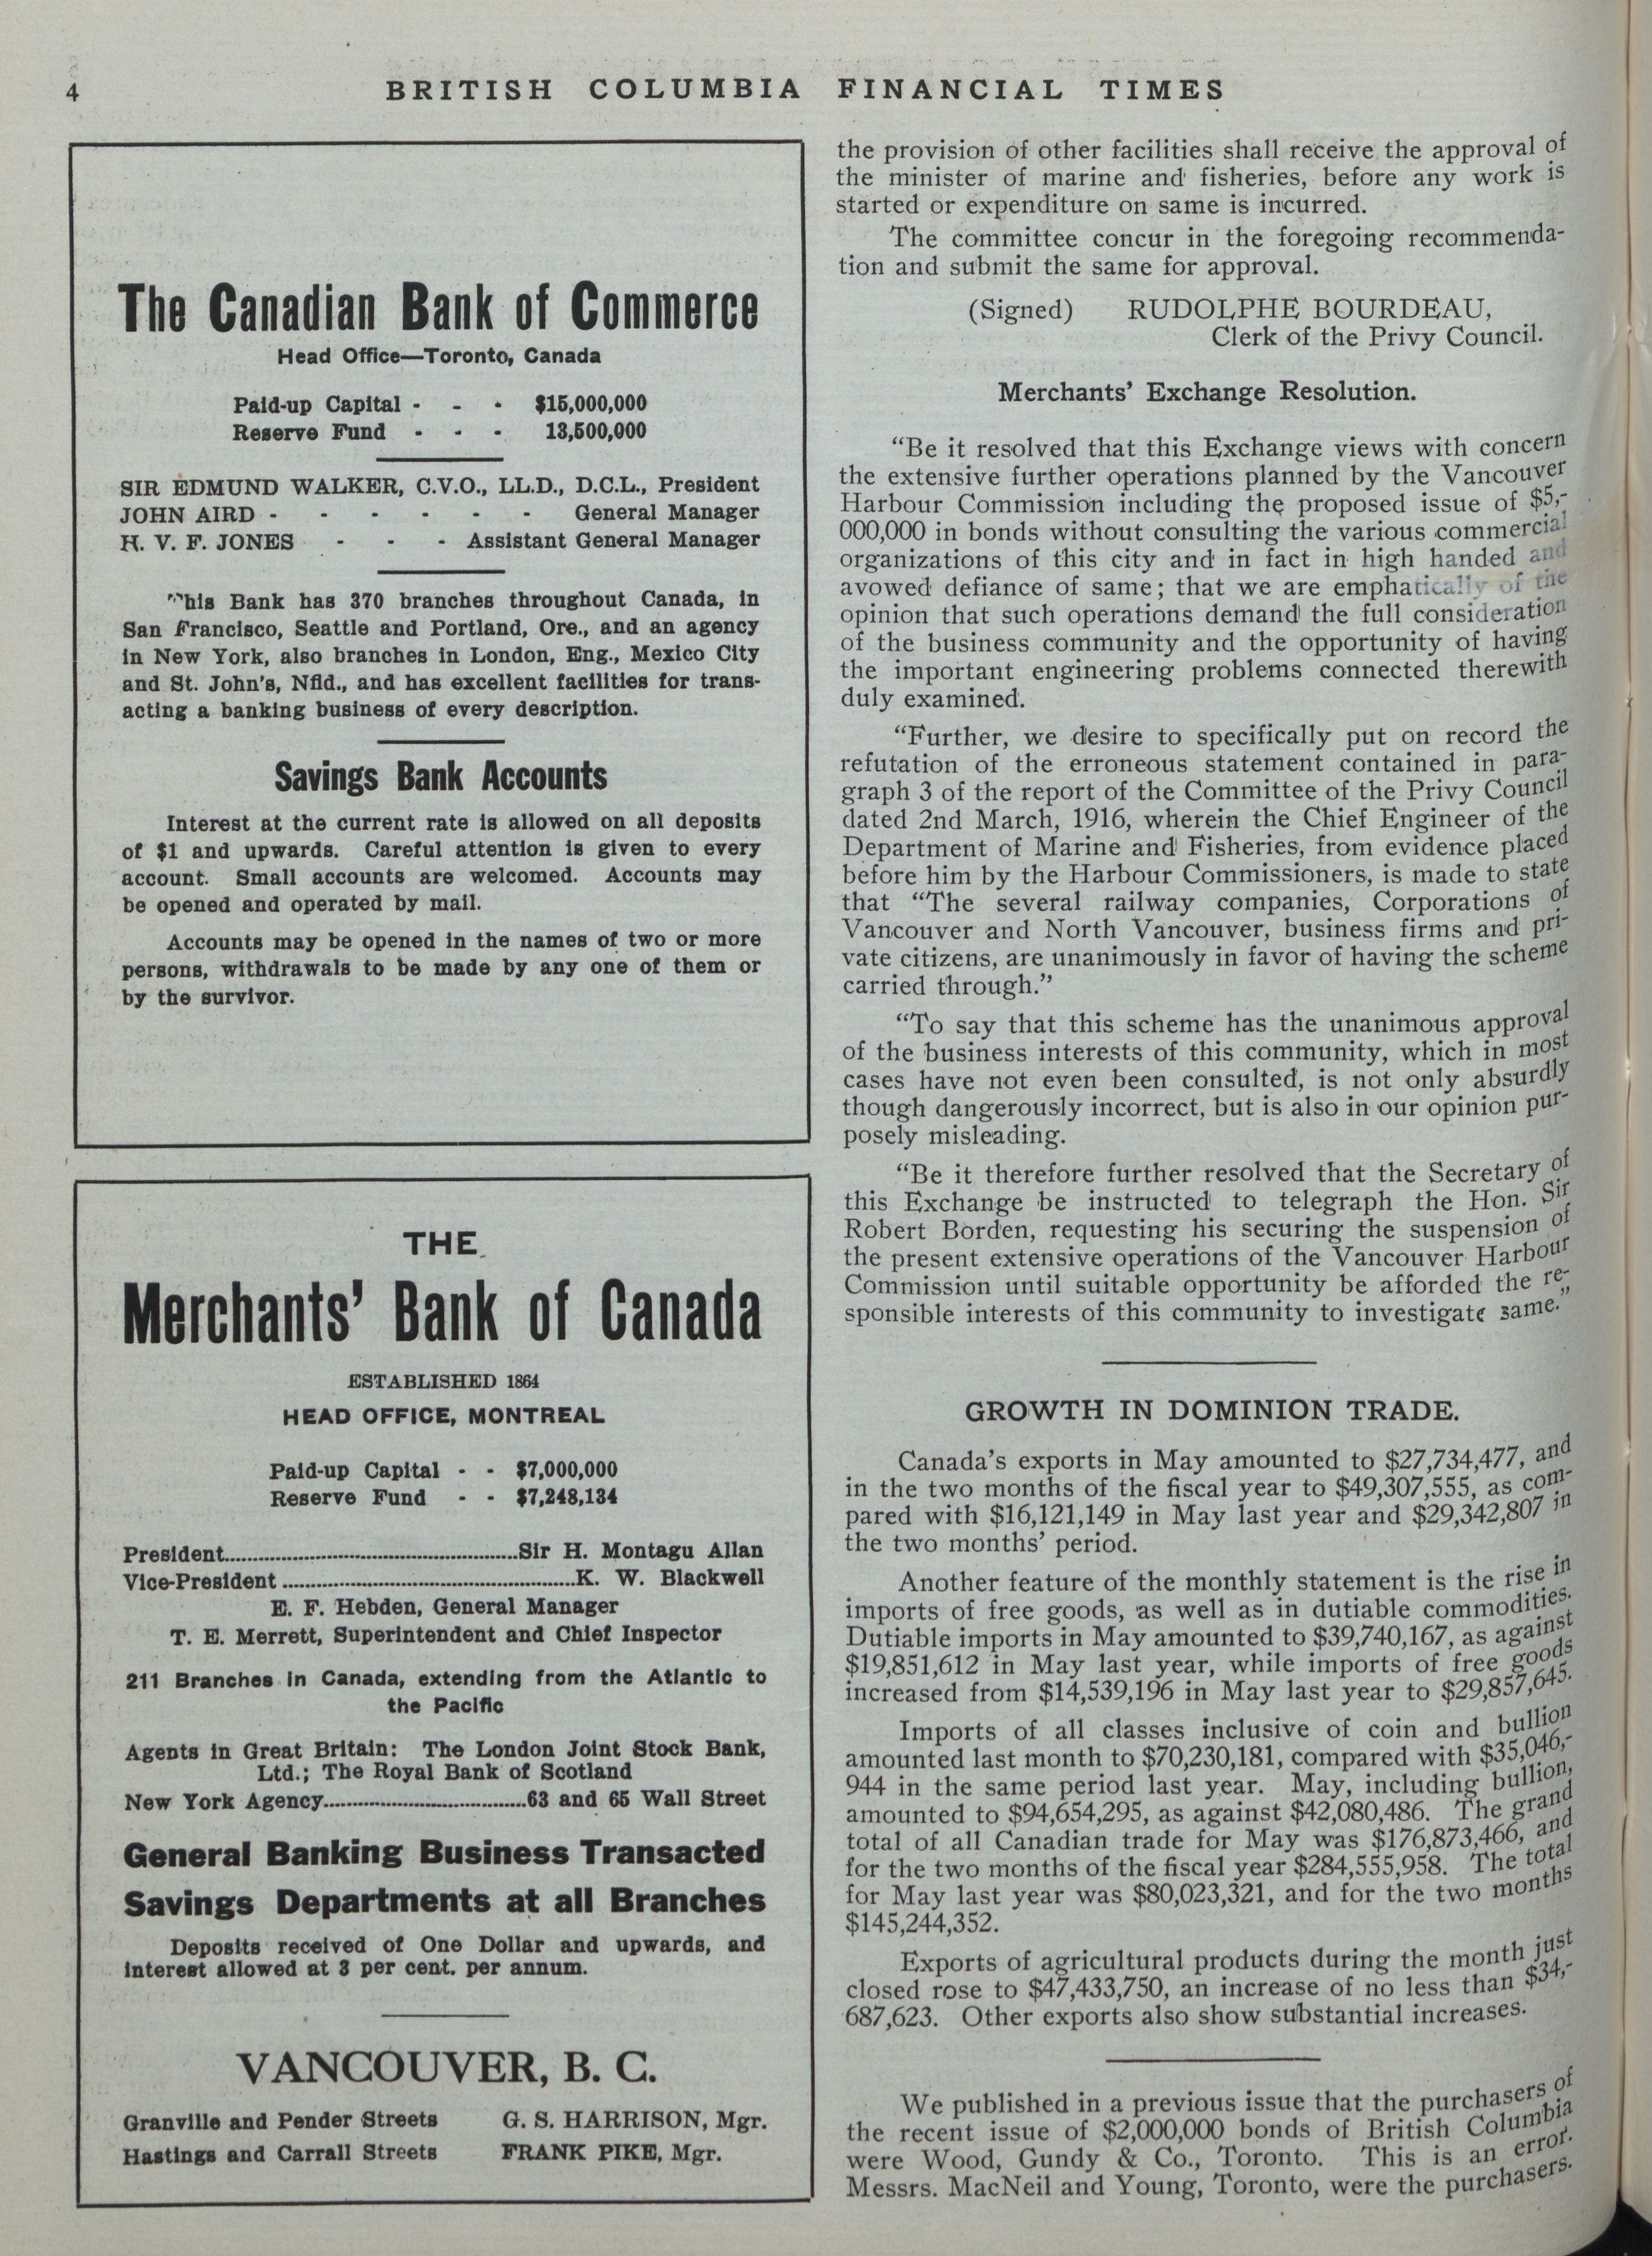 4
BRITISH COLUMBIA FINANCIAL TIMES
The Canadian Bank of Commerce
Head Office—Toronto, Canada
Paid-up Capital - - - $15,000,000
Reserve Fund - - - 13,500,000
SIR EDMUND WALKER, C.V.O., LL.D., D.C.L., President
JOHN AIRD - - - - - - General Manager
H. V. F. JONES - - - Assistant General Manager
This Bank has 370 branches throughout Canada, in
San Francisco, Seattle and Portland, Ore., and an agency
in New York, also branches in London, Eng., Mexico City
and St. John's, Nfld., and has excellent facilities for trans-
acting a banking business of every description.
Savings Bank Accounts
Interest at the current rate is allowed on all deposits
of $1 and upwards. Careful attention is given to every
account. Small accounts are welcomed. Accounts may
be opened and operated by mail.
Accounts may be opened in the names of two or more
persons, withdrawals to be made by any one of them or
by the survivor.
THE
Merchants' Bank of Canada
ESTABLISHED 1864
HEAD OFFICE, MONTREAL
Paid-up Capital - - $7,000,000
Reserve Fund - - $7,248,134
President..........Sir H. Montagu Allan
Vice-President..........K. W. Blackwell
E. F. Hebden, General Manager
T. E. Merrett, Superintendent and Chief Inspector
211 Branches in Canada, extending from the Atlantic to
the Pacific
Agents in Great Britain: The London Joint Stock Bank,
Ltd.; The Royal Bank of Scotland
New York Agency..........63 and 65 Wall Street
General Banking Business Transacted
Savings Departments at all Branches
Deposits received of One Dollar and upwards, and
interest allowed at 3 per cent. per annum.
VANCOUVER, B. C.
Granville and Pender Streets G. S. HARRISON, Mgr.
Hastings and Carrall Streets FRANK PIKE, Mgr.
the provision of other facilities shall receive the approval of
the minister of marine and fisheries, before any work is
started or expenditure on same is incurred.
The committee concur in the foregoing recommenda-
tion and submit the same for approval.
(Signed) RUDOLPHE BOURDEAU,
Clerk of the Privy Council.
Merchants' Exchange Resolution.
"Be it resolved that this Exchange views with concern
the extensive further operations planned by the Vancouver
Harbour Commission including the proposed issue of $5,-
000,000 in bonds without consulting the various commercial
organizations of this city and in fact in high handed and
avowed defiance of same; that we are emphatically of the
opinion that such operations demand the full consideration
of the business community and the opportunity of having
the important engineering problems connected therewith
duly examined.
"Further, we desire to specifically put on record the
refutation of the erroneous statement contained in para-
graph 3 of the report of the Committee of the Privy Council
dated 2nd March, 1916, wherein the Chief Engineer of the
Department of Marine and Fisheries, from evidence placed
before him by the Harbour Commissioners, is made to state
that "The several railway companies, Corporations of
Vancouver and North Vancouver, business firms and pri-
vate citizens, are unanimously in favor of having the scheme
carried through."
"To say that this scheme has the unanimous approval
of the business interests of this community, which in most
cases have not even been consulted, is not only absurdly
though dangerously incorrect, but is also in our opinion pur-
posely misleading.
"Be it therefore further resolved that the Secretary of
this Exchange be instructed to telegraph the Hon. Sir
Robert Borden, requesting his securing the suspension of
the present extensive operations of the Vancouver Harbour
Commission until suitable opportunity be afforded the re-
sponsible interests of this community to investigate same."
GROWTH IN DOMINION TRADE.
Canada's exports in May amounted to $27,734,477, and
in the two months of the fiscal year to $49,307,555, as com-
pared with $16,121,149 in May last year and $29,342,807 in
the two months' period.
Another feature of the monthly statement is the rise in
imports of free goods, as well as in dutiable commodities.
Dutiable imports in May amounted to $39,740,167, as against
$19,851,612 in May last year, while imports of free goods
increased from $14,539,196 in May last year to $29,857,645.
Imports of all classes inclusive of coin and bullion
amounted last month to $70,230,181, compared with $35,046,-
944 in the same period last year. May, including bullion,
amounted to $94,654,295, as against $42,080,486. The grand
total of all Canadian trade for May was $176,873,466, and
for the two months of the fiscal year $284,555,958. The total
for May last year was $80,023,321, and for the two months
$145,244,352.
Exports of agricultural products during the month just
closed rose to $47,433,750, an increase of no less than $34,-
687,623. Other exports also show substantial increases.
We published in a previous issue that the purchasers of
the recent issue of $2,000,000 bonds of British Columbia
were Wood, Gundy & Co., Toronto. This is an error.
Messrs. MacNeil and Young, Toronto, were the purchasers.